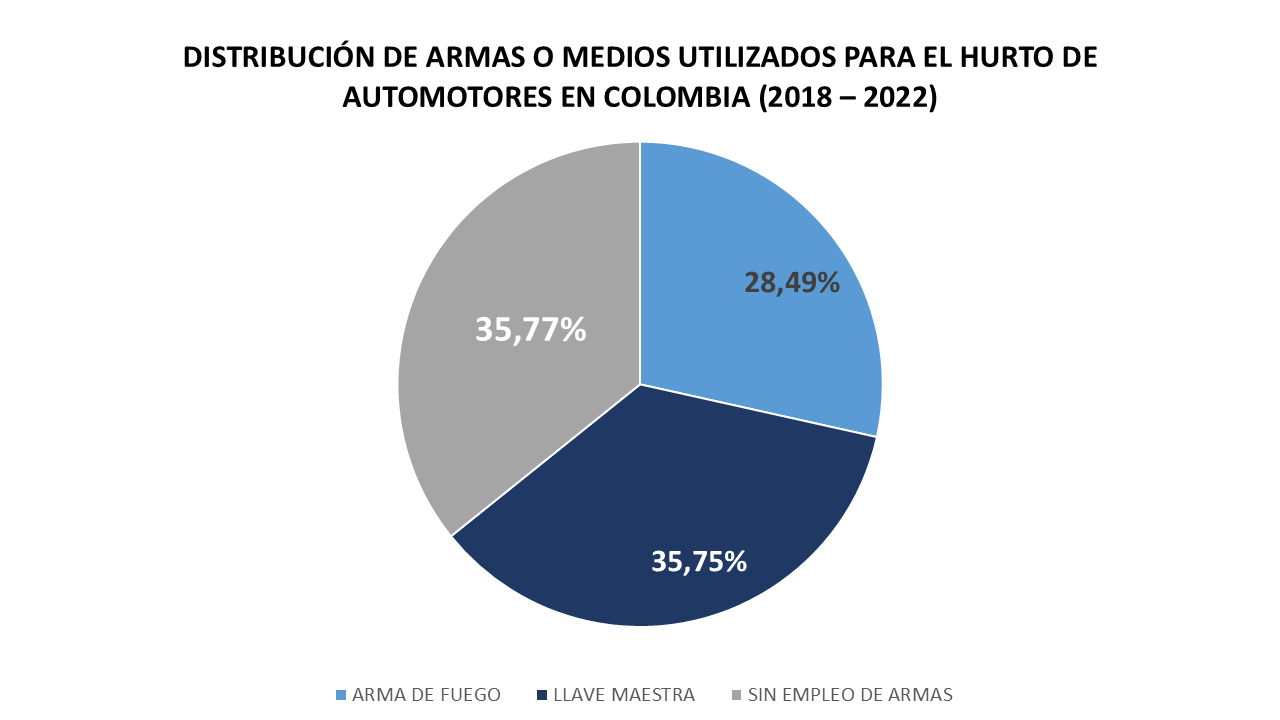 DISTRIBUCIÓN DE ARMAS O MEDIOS UTILIZADOS PARA EL HURTO DE
AUTOMOTORES EN COLOMBIA (2018 – 2022)
28,49%
35,77%
35,75%
ARMA DE FUEGO LLAVE MAESTRA SIN EMPLEO DE ARMAS